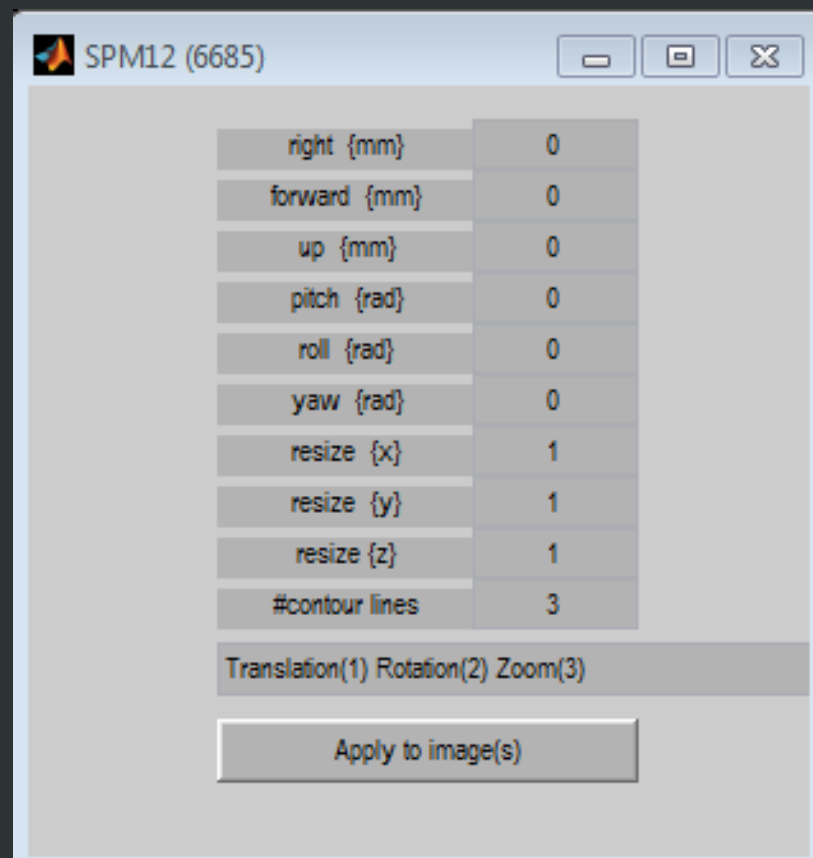 SPM12 (6685)
right {mm} 0
forward {mm} 0
up {mm} 0
pitch {rad} 0
roll {rad} 0
yaw {rad} 0
resize {x} 1
resize {y} 1
resize {z} 1
#contour lines 3
Translation(1) Rotation(2) Zoom(3)
Apply to image(s)